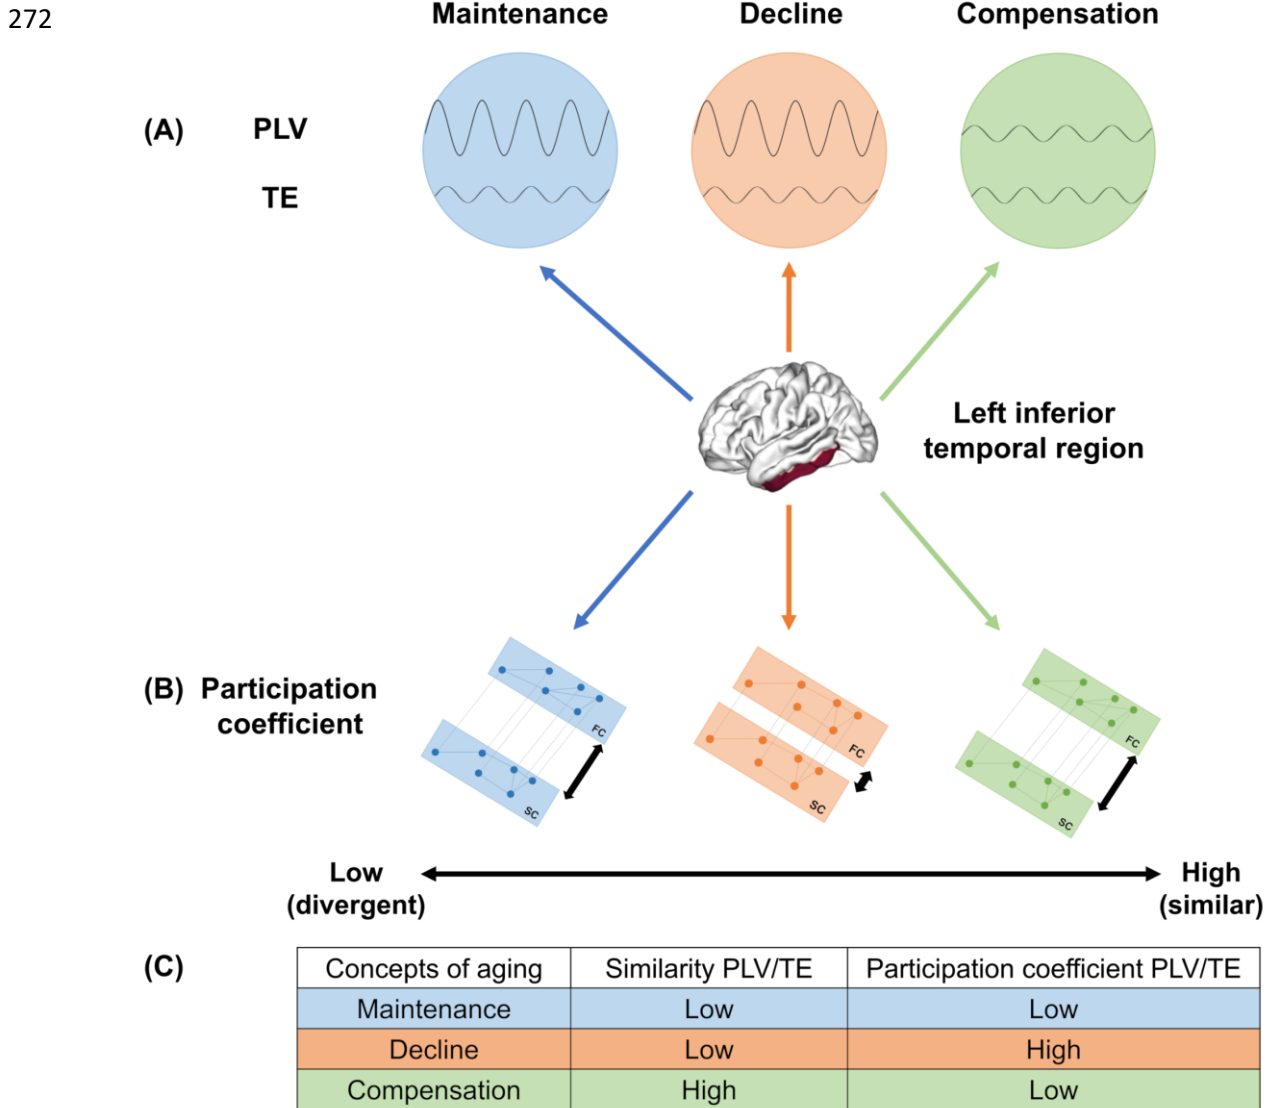 272
Maintenance Decline Compensation
(A) PLV
TE
Left inferior
temporal region
(B) Participation
coefficient
FC FC FC
SC SC SC
Low High
(divergent) (similar)
(C)
Concepts of aging Similarity PLV/TE Participation coefficient PLV/TE
Maintenance Low Low
Decline Low High
Compensation High Low